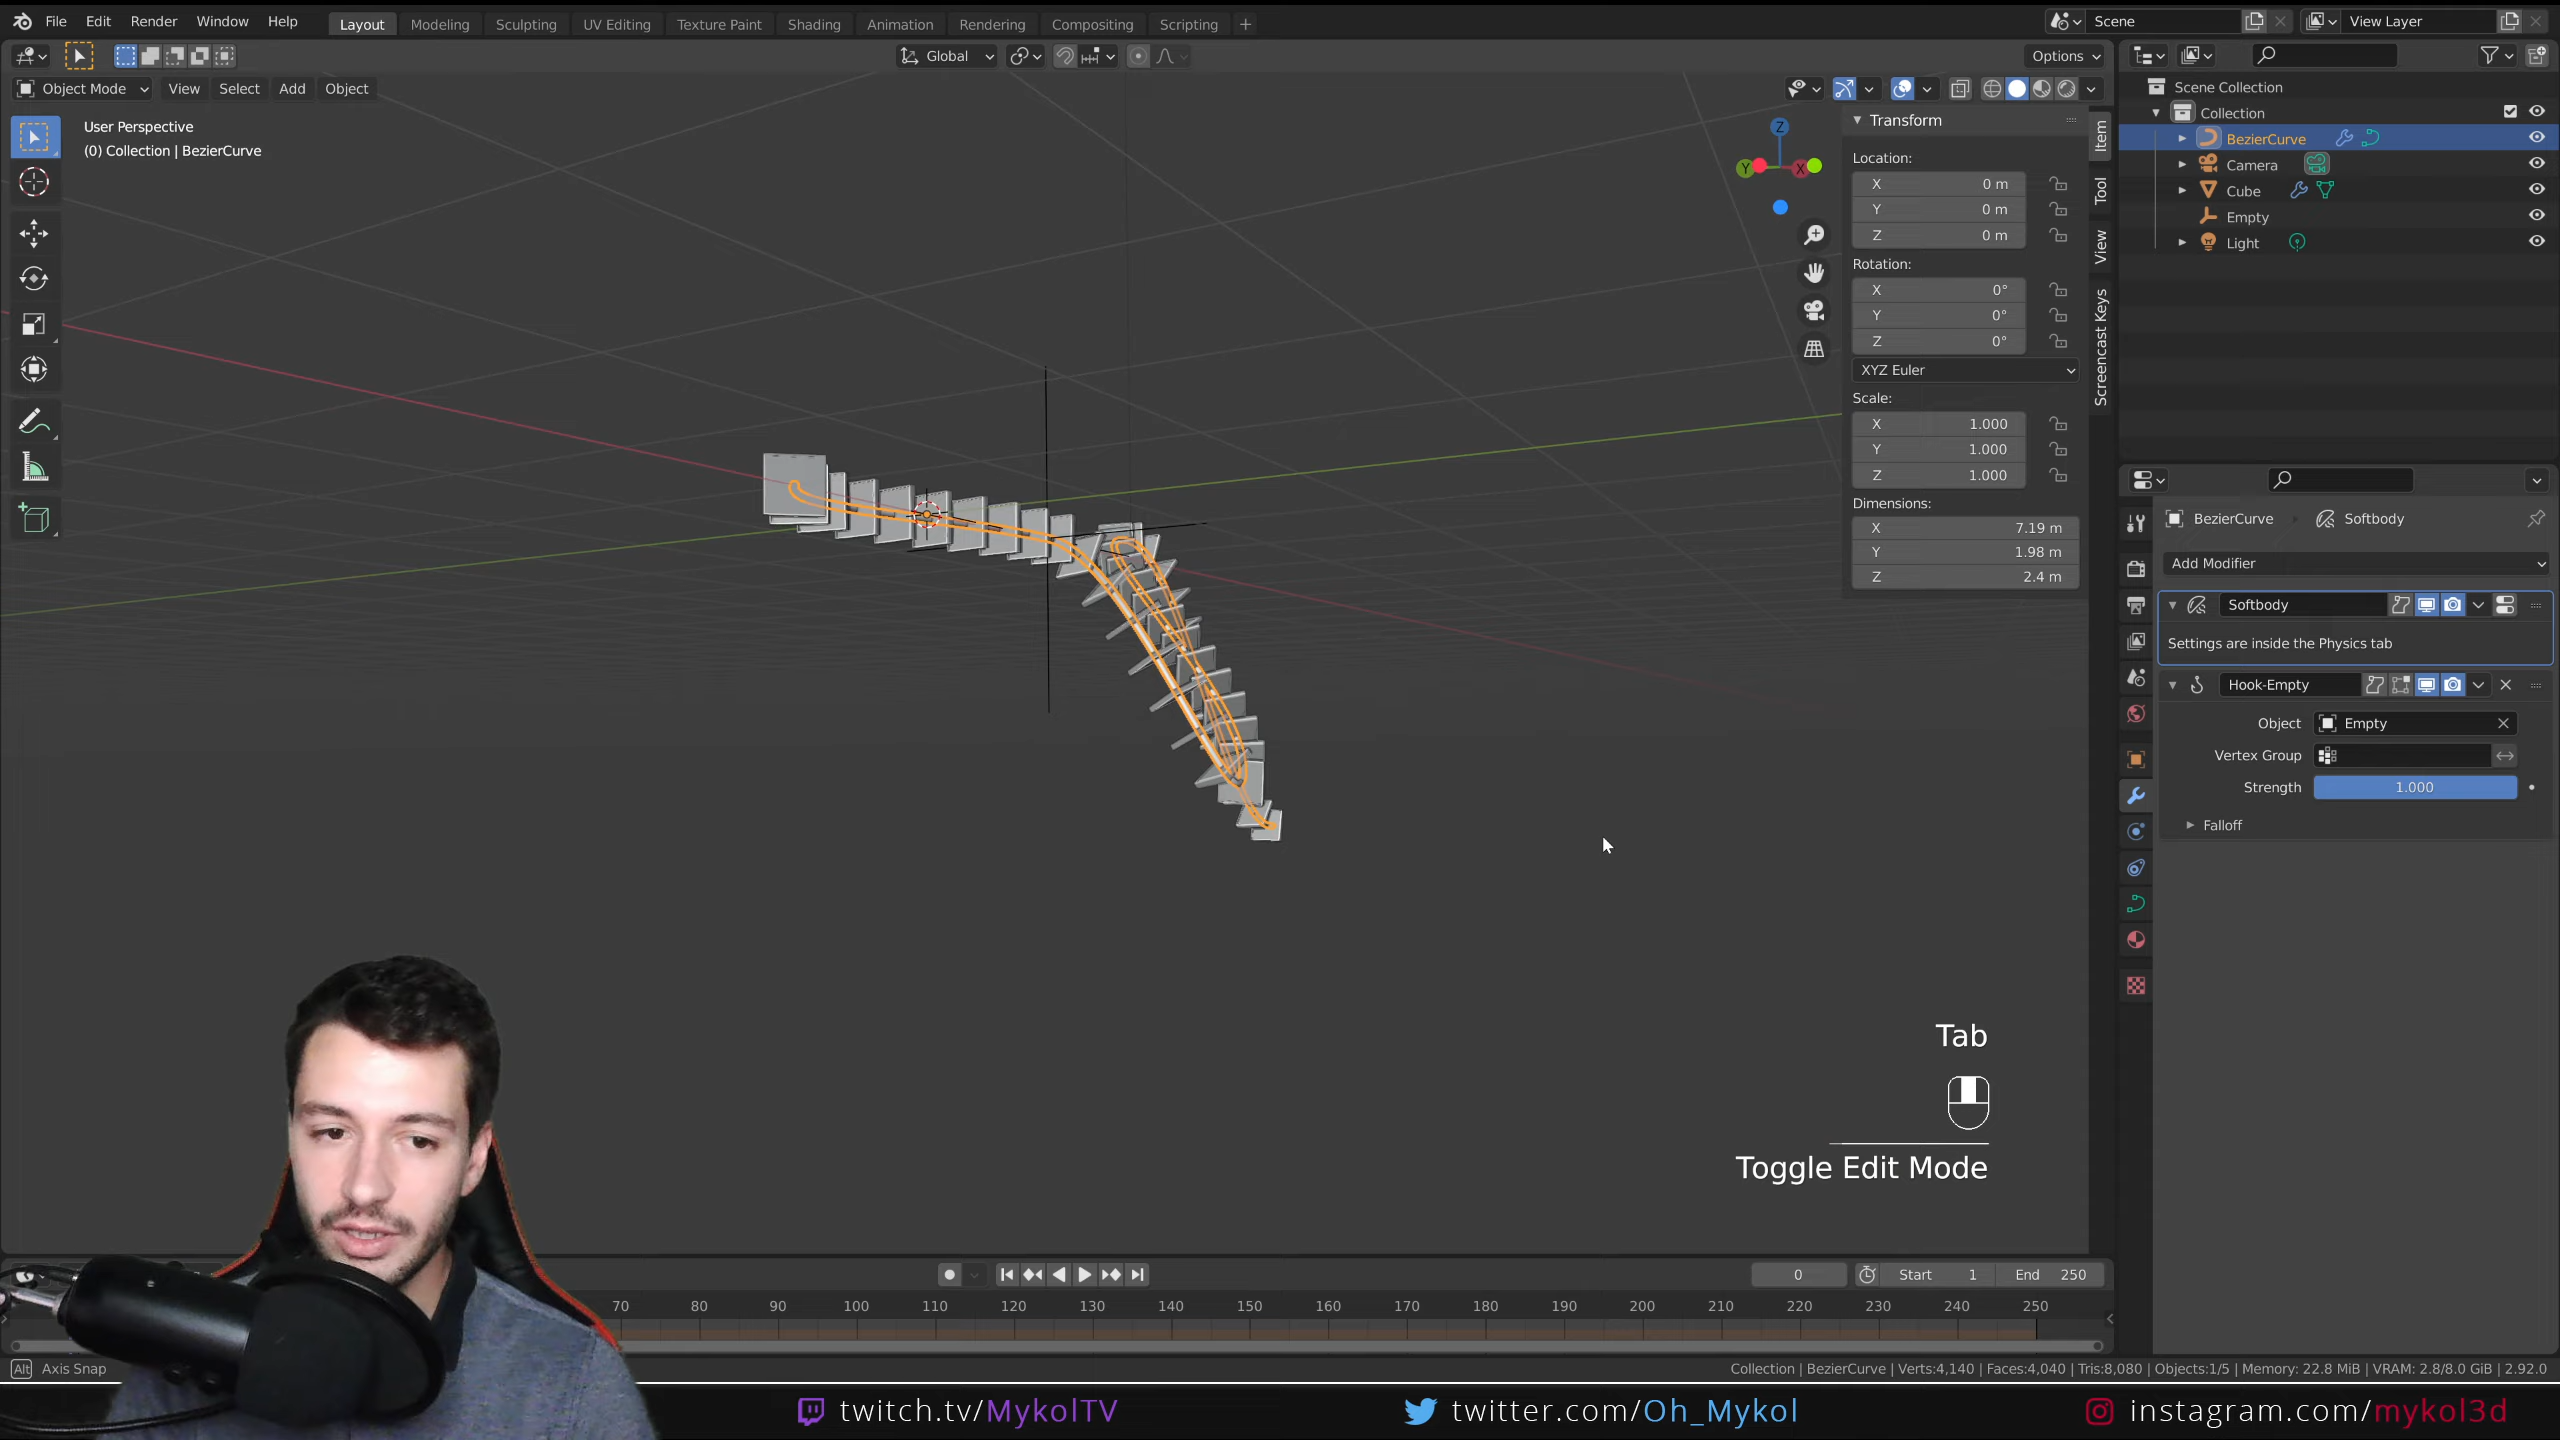 File Edit Render Window Help Layout Modeling Sculpting UV Editing Texture Paint Shading Animation Rendering Compositing Scripting + Scene View Layer
Global Options
Object Mode View Select Add Object
User Perspective
(0) Collection | BezierCurve
Z
Y
X
Transform
Location:
X 0 m
Y 0 m
Z 0 m
Rotation:
X 0°
Y 0°
Z 0°
XYZ Euler
Scale:
X 1.000
Y 1.000
Z 1.000
Dimensions:
X 7.19 m
Y 1.98 m
Z 2.4 m
Item
Tool
View
Screencast Keys
Scene Collection
Collection
BezierCurve
Camera
Cube
Empty
Light
BezierCurve Softbody
Add Modifier
Softbody
Settings are inside the Physics tab
Hook-Empty
Object Empty
Vertex Group
Strength 1.000
Falloff
Tab
Toggle Edit Mode
0 Start 1 End 250
70 80 90 100 110 120 130 140 150 160 170 180 190 200 210 220 230 240 250
Alt Axis Snap
Collection | BezierCurve | Verts:4,140 | Faces:4,040 | Tris:8,080 | Objects:1/5 | Memory: 22.8 MiB | VRAM: 2.8/8.0 GiB | 2.92.0
twitch.tv/MykolTV twitter.com/Oh_Mykol instagram.com/mykol3d